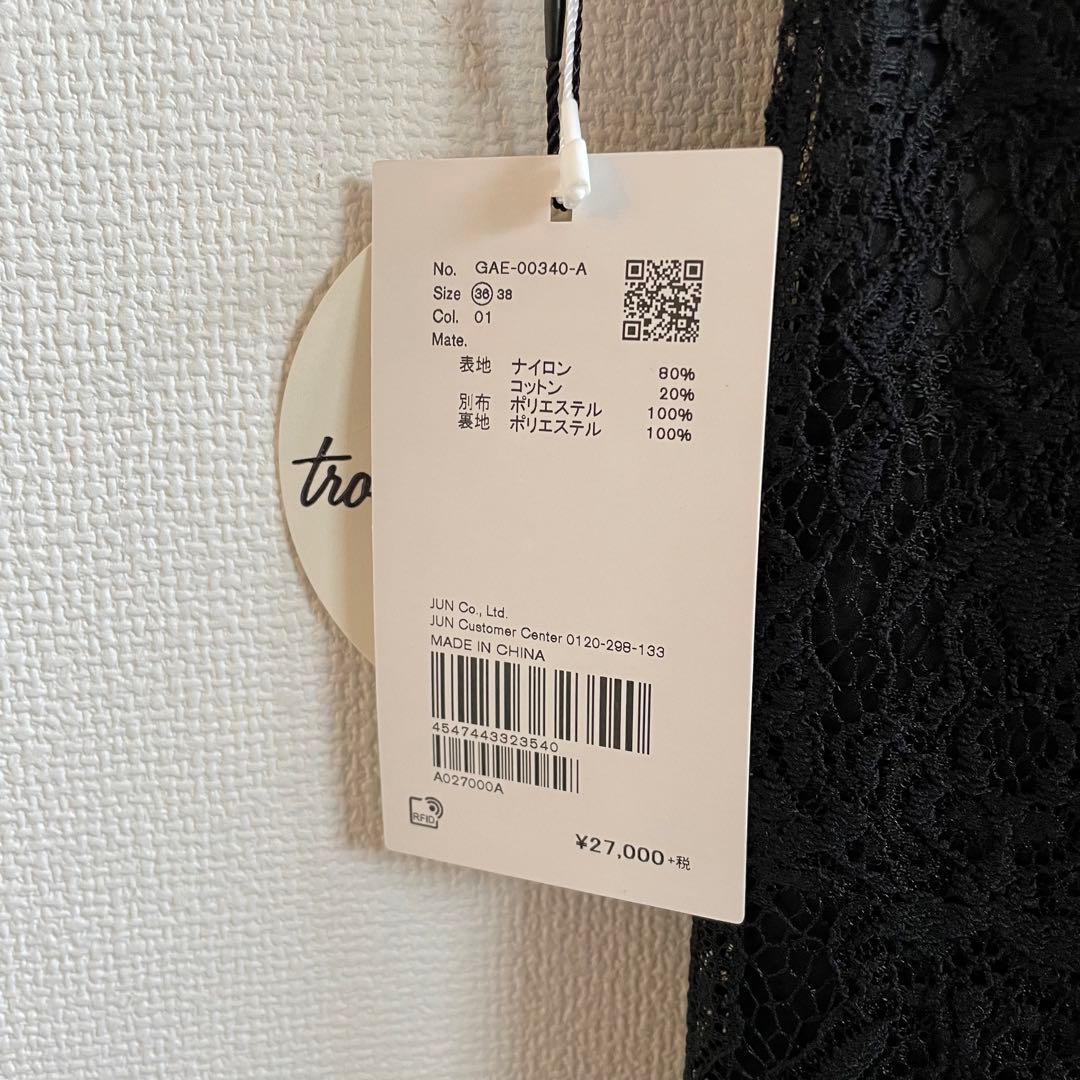 No. GAE-00340-A
Size 36 38
Col. 01
Mate.
表地 ナイロン 80%
コットン 20%
別布 ポリエステル 100%
裏地 ポリエステル 100%
tro
JUN Co., Ltd.
JUN Customer Center 0120-298-133
MADE IN CHINA
4547443323540
A027000A
RFID
¥27,000+税